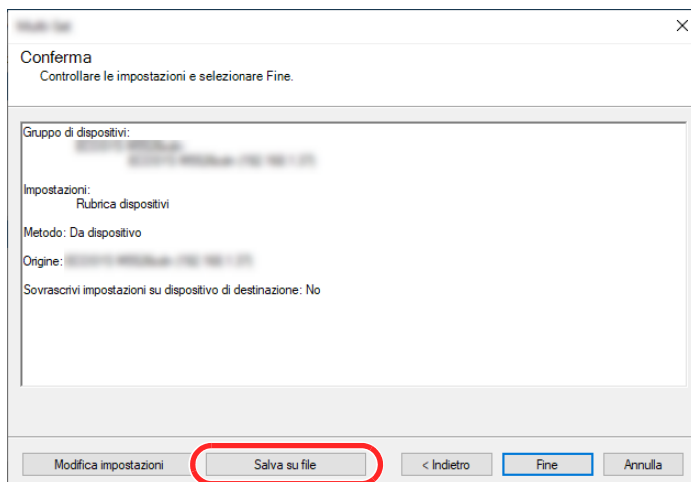 Conferma
Controllare le impostazioni e selezionare Fine.
Gruppo di dispositivi:
Impostazioni:
Rubrica dispositivi
Metodo: Da dispositivo
Origine:
Sovrascrivi impostazioni su dispositivo di destinazione: No
Modifica impostazioni
Salva su file
< Indietro
Fine
Annulla